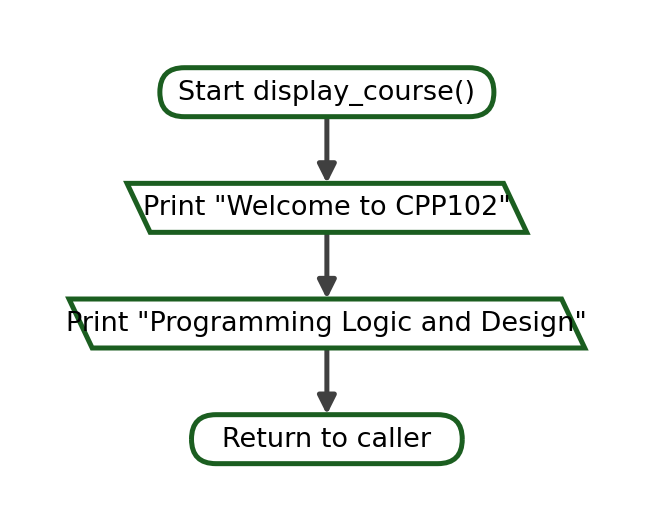 Start display_course()
Print "Welcome to CPP102"
Print "Programming Logic and Design"
Return to caller